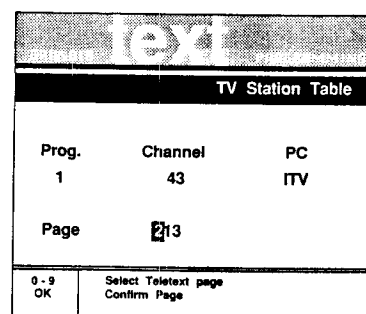 text
TV Station Table
Prog. Channel PC
1 43 ITV
Page 213
0 - 9 Select Teletext page
OK Confirm Page